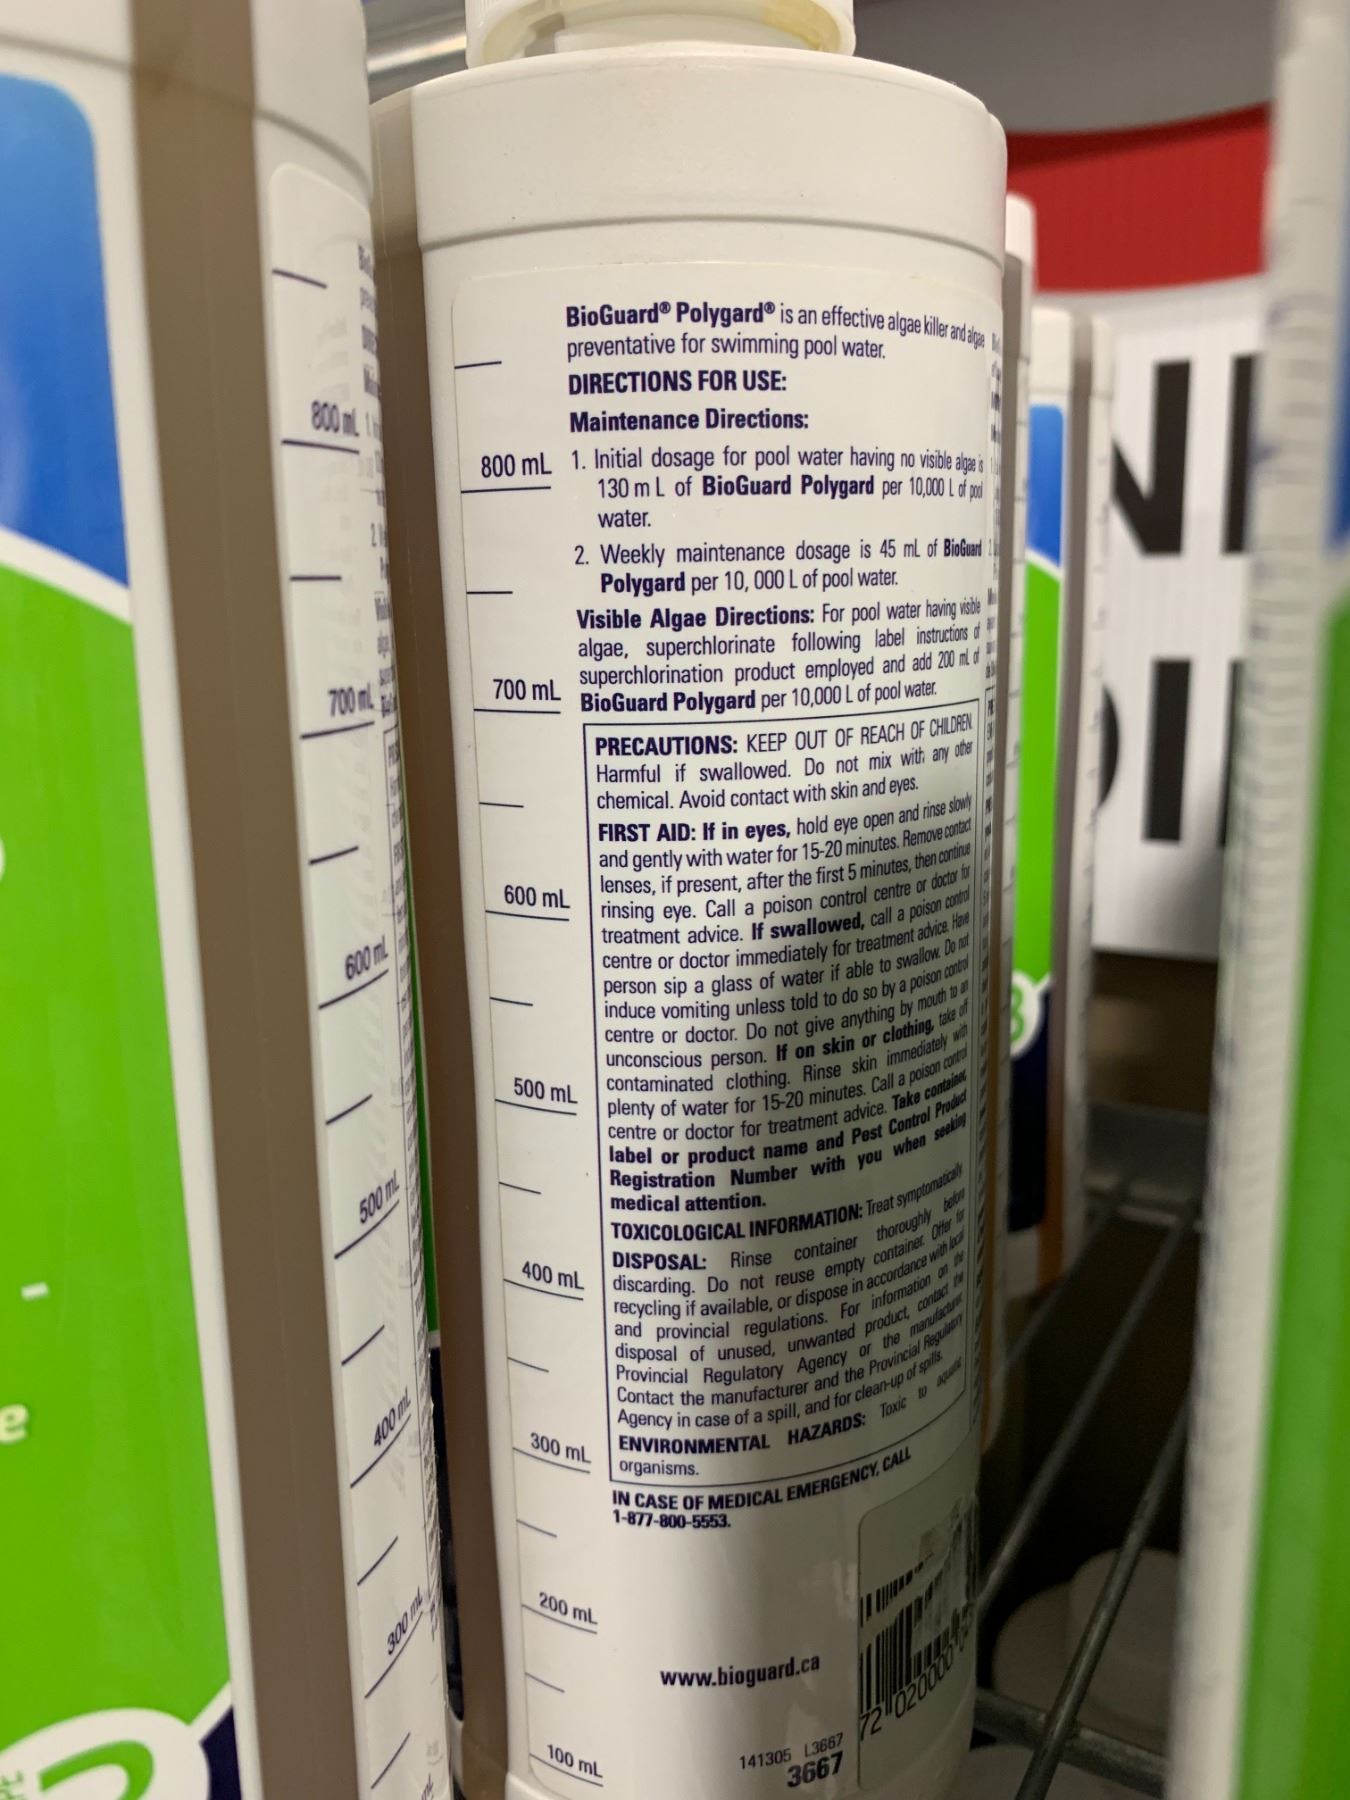 BioGuard® Polygard® is an effective algae killer and algae
preventative for swimming pool water.
DIRECTIONS FOR USE:
Maintenance Directions:
1. Initial dosage for pool water having no visible algae is
130 m L of BioGuard Polygard per 10,000 L of pool
water.
2. Weekly maintenance dosage is 45 mL of BioGuard
Polygard per 10, 000 L of pool water.
Visible Algae Directions: For pool water having visible
algae, superchlorinate following label instructions of
superchlorination product employed and add 200 mL of
BioGuard Polygard per 10,000 L of pool water.
PRECAUTIONS: KEEP OUT OF REACH OF CHILDREN.
Harmful if swallowed. Do not mix with any other
chemical. Avoid contact with skin and eyes.
FIRST AID: If in eyes, hold eye open and rinse slowly
and gently with water for 15-20 minutes. Remove contact
lenses, if present, after the first 5 minutes, then continue
rinsing eye. Call a poison control centre or doctor for
treatment advice. If swallowed, call a poison control
centre or doctor immediately for treatment advice. Have
person sip a glass of water if able to swallow. Do not
induce vomiting unless told to do so by a poison control
centre or doctor. Do not give anything by mouth to an
unconscious person. If on skin or clothing, take off
contaminated clothing. Rinse skin immediately with
plenty of water for 15-20 minutes. Call a poison control
centre or doctor for treatment advice. Take container,
label or product name and Pest Control Product
Registration Number with you when seeking
medical attention.
TOXICOLOGICAL INFORMATION: Treat symptomatically.
DISPOSAL: Rinse container thoroughly before
discarding. Do not reuse empty container. Offer for
recycling if available, or dispose in accordance with local
and provincial regulations. For information on the
disposal of unused, unwanted product, contact the
Provincial Regulatory Agency or the manufacturer.
Contact the manufacturer and the Provincial Regulatory
Agency in case of a spill, and for clean-up of spills.
ENVIRONMENTAL HAZARDS: Toxic to aquatic
organisms.
IN CASE OF MEDICAL EMERGENCY, CALL
1-877-800-5553.
www.bioguard.ca
141305 L3667
3667
72 02000
800 mL
700 mL
600 mL
500 mL
400 mL
300 mL
200 mL
100 mL
800 mL
700 mL
600 mL
500 mL
400 mL
300 mL